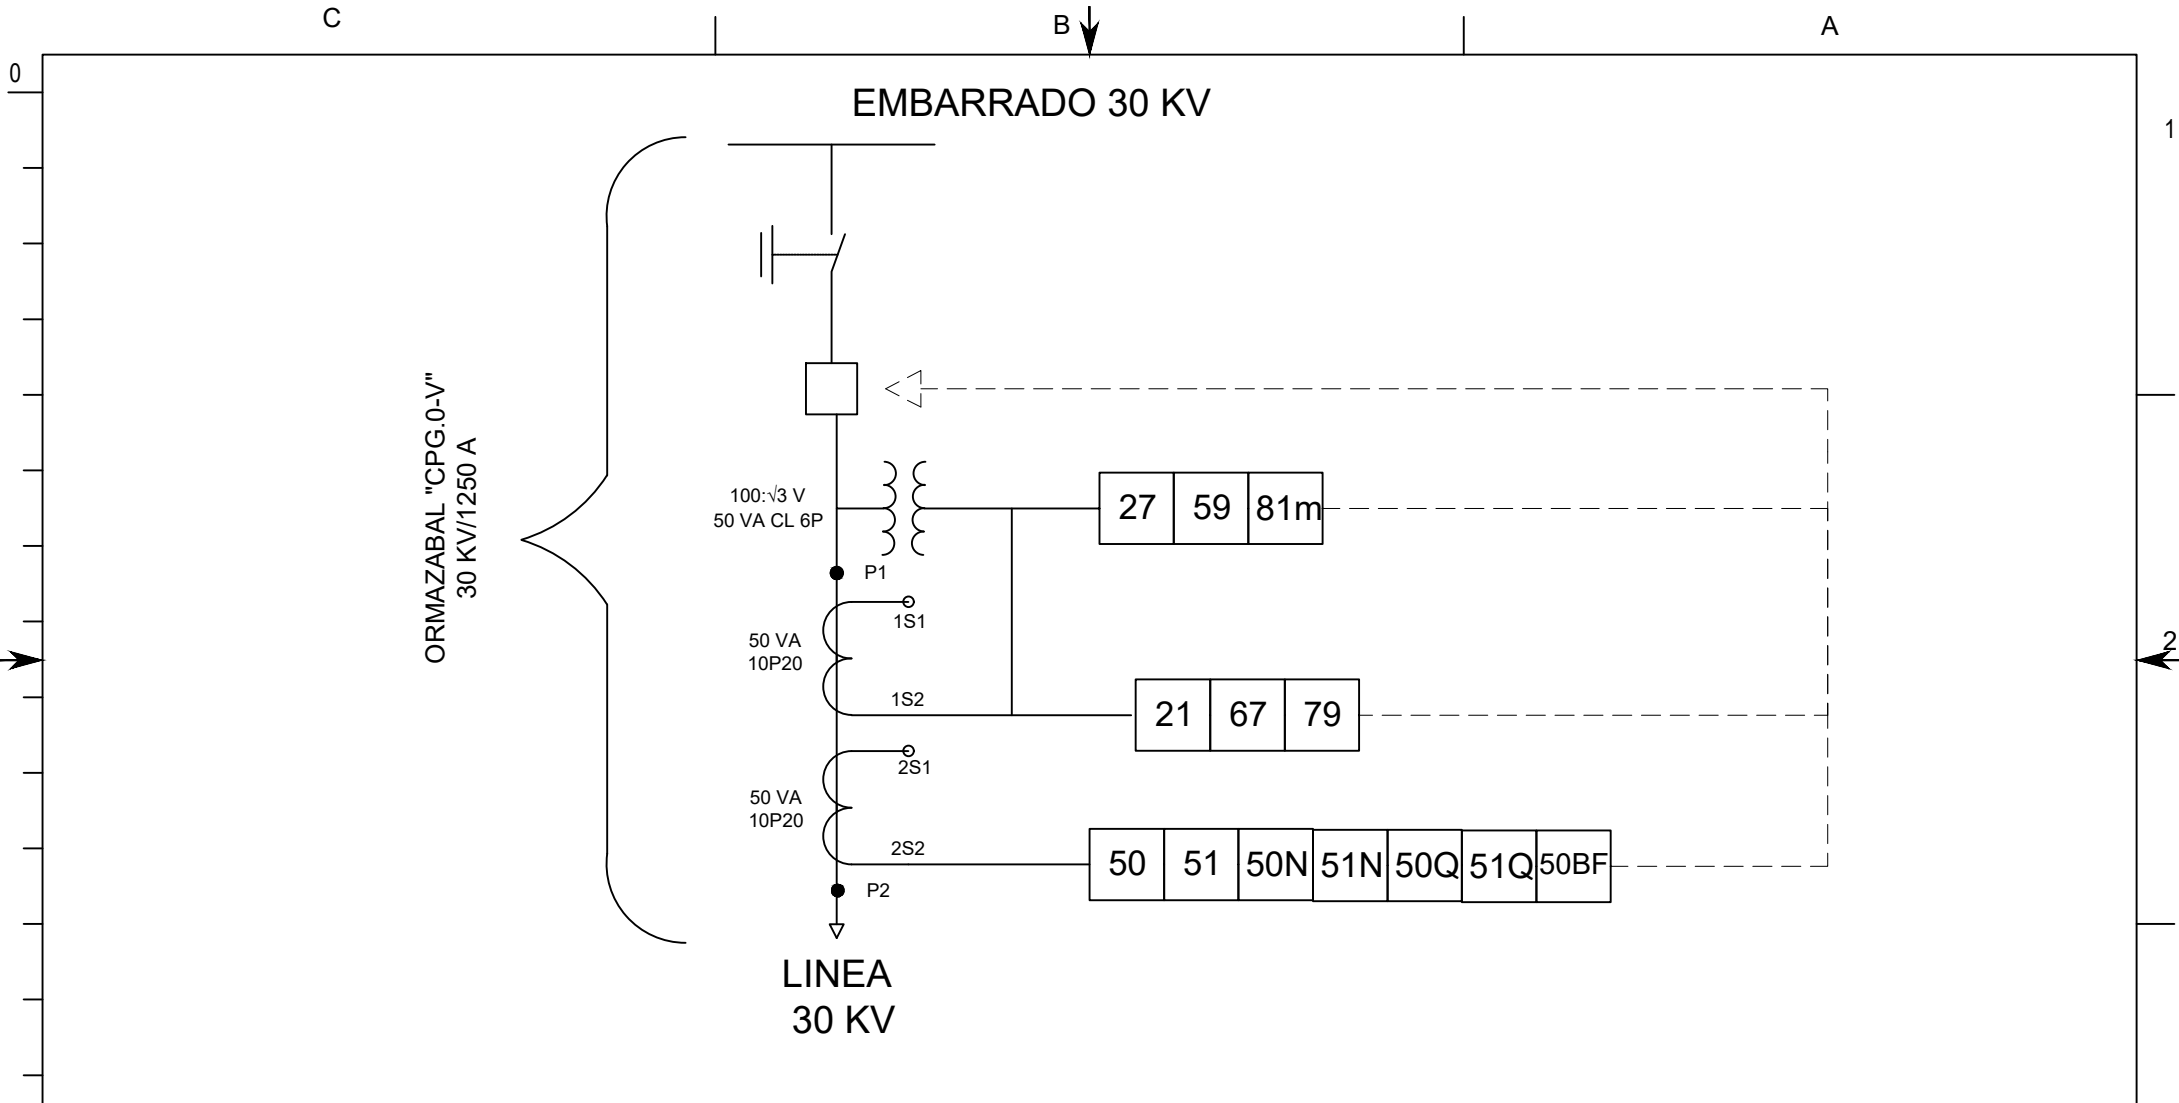 C
B
A
0
1
EMBARRADO 30 KV
ORMAZABAL "CPG.0-V"
30 KV/1250 A
100:√3 V
50 VA CL 6P
27 59 81m
P1
1S1
50 VA
10P20
2
1S2
21 67 79
2S1
50 VA
10P20
2S2
50 51 50N 51N 50Q 51Q 50BF
P2
LINEA
30 KV